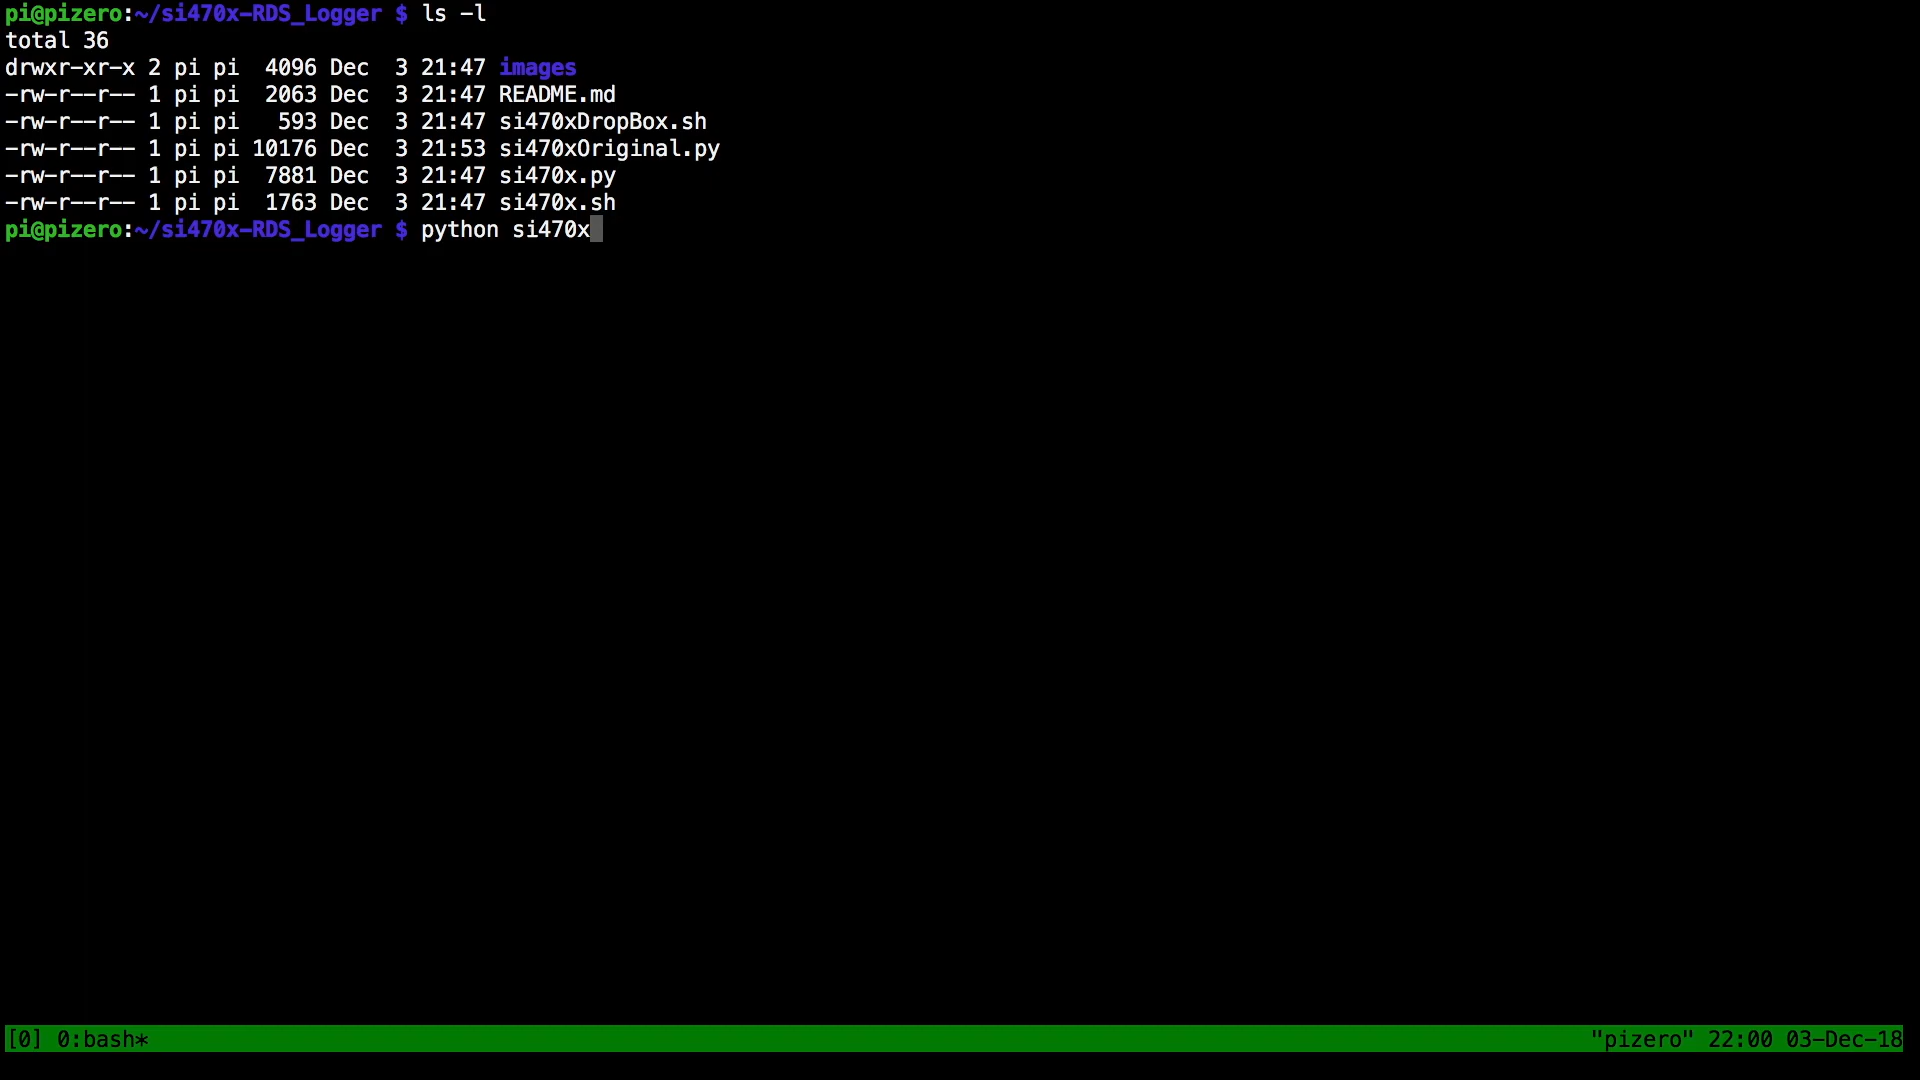 pi@pizero:~/si470x-RDS_Logger $ ls -l
total 36
drwxr-xr-x 2 pi pi  4096 Dec  3 21:47 images
-rw-r--r-- 1 pi pi  2063 Dec  3 21:47 README.md
-rw-r--r-- 1 pi pi   593 Dec  3 21:47 si470xDropBox.sh
-rw-r--r-- 1 pi pi 10176 Dec  3 21:53 si470xOriginal.py
-rw-r--r-- 1 pi pi  7881 Dec  3 21:47 si470x.py
-rw-r--r-- 1 pi pi  1763 Dec  3 21:47 si470x.sh
pi@pizero:~/si470x-RDS_Logger $ python si470x
[0] 0:bash* "pizero" 22:00 03-Dec-18